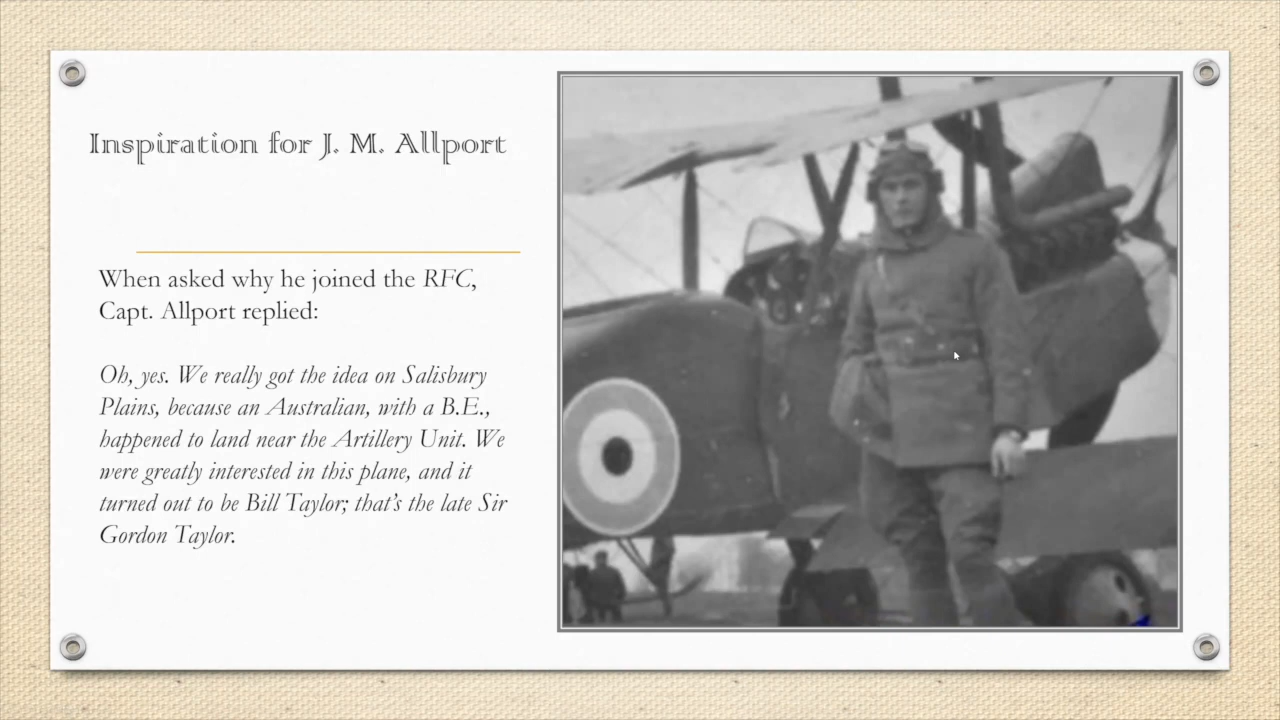 Inspiration for J. M. Allport
When asked why he joined the RFC,
Capt. Allport replied:
Oh, yes. We really got the idea on Salisbury
Plains, because an Australian, with a B.E.,
happened to land near the Artillery Unit. We
were greatly interested in this plane, and it
turned out to be Bill Taylor; that’s the late Sir
Gordon Taylor.